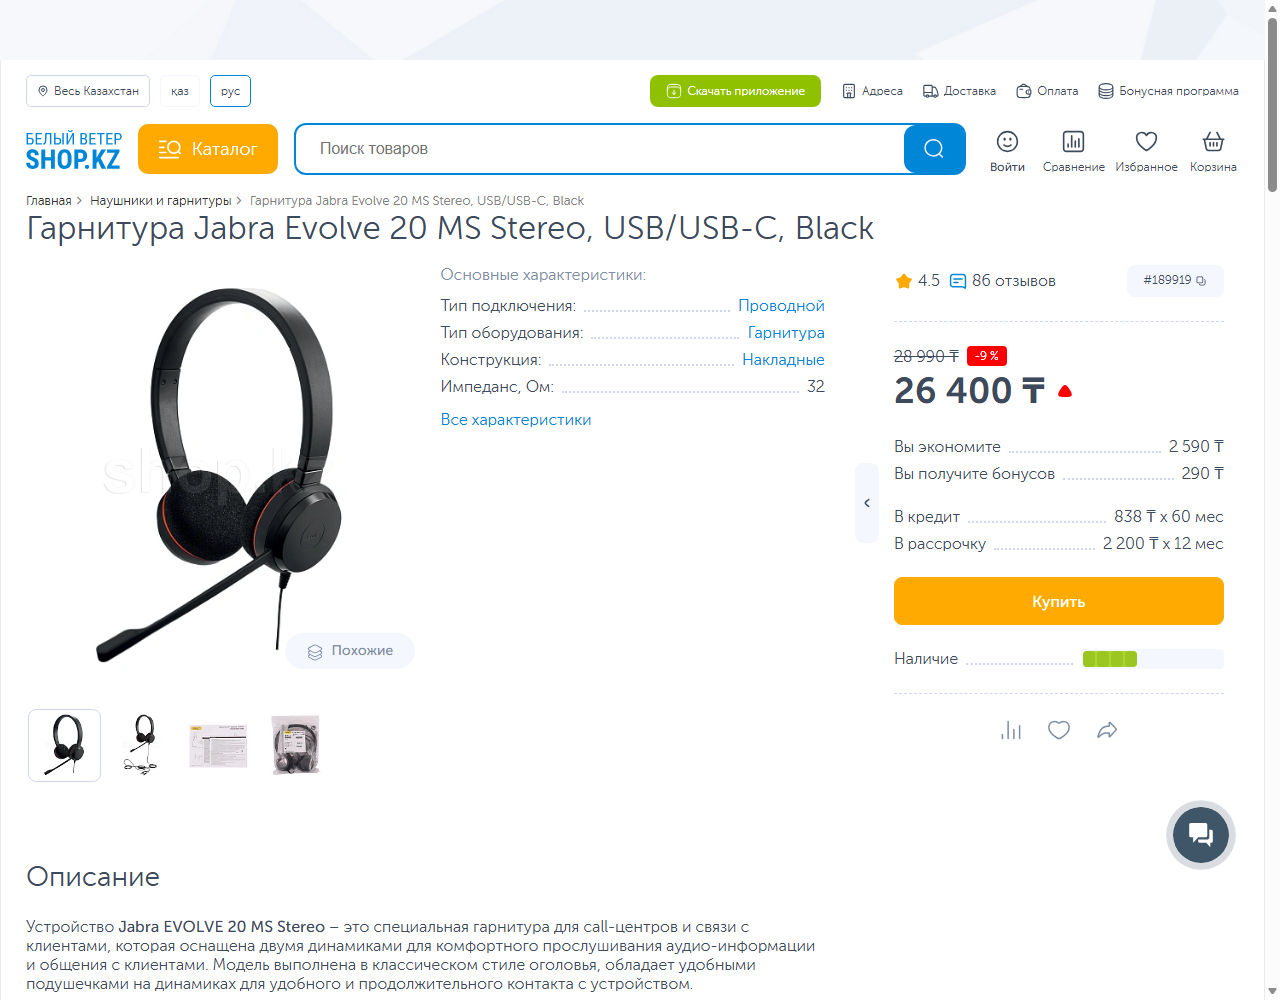 Весь Казахстан
қаз
рус
Скачать приложение
Адреса
Доставка
Оплата
Бонусная программа
БЕЛЫЙ ВЕТЕР
SHOP.KZ
Каталог
Поиск товаров
Войти
Сравнение
Избранное
Корзина
Главная
Наушники и гарнитуры
Гарнитура Jabra Evolve 20 MS Stereo, USB/USB-C, Black
Гарнитура Jabra Evolve 20 MS Stereo, USB/USB-C, Black
Основные характеристики:
Тип подключения: Проводной
Тип оборудования: Гарнитура
Конструкция: Накладные
Импеданс, Ом: 32
Все характеристики
Похожие
4.5
86 отзывов
#189919
28 990 ₸
-9 %
26 400 ₸
Вы экономите 2 590 ₸
Вы получите бонусов 290 ₸
В кредит 838 ₸ x 60 мес
В рассрочку 2 200 ₸ x 12 мес
Купить
Наличие
Описание
Устройство Jabra EVOLVE 20 MS Stereo – это специальная гарнитура для call-центров и связи с
клиентами, которая оснащена двумя динамиками для комфортного прослушивания аудио-информации
и общения с клиентами. Модель выполнена в классическом стиле оголовья, обладает удобными
подушечками на динамиках для удобного и продолжительного контакта с устройством.